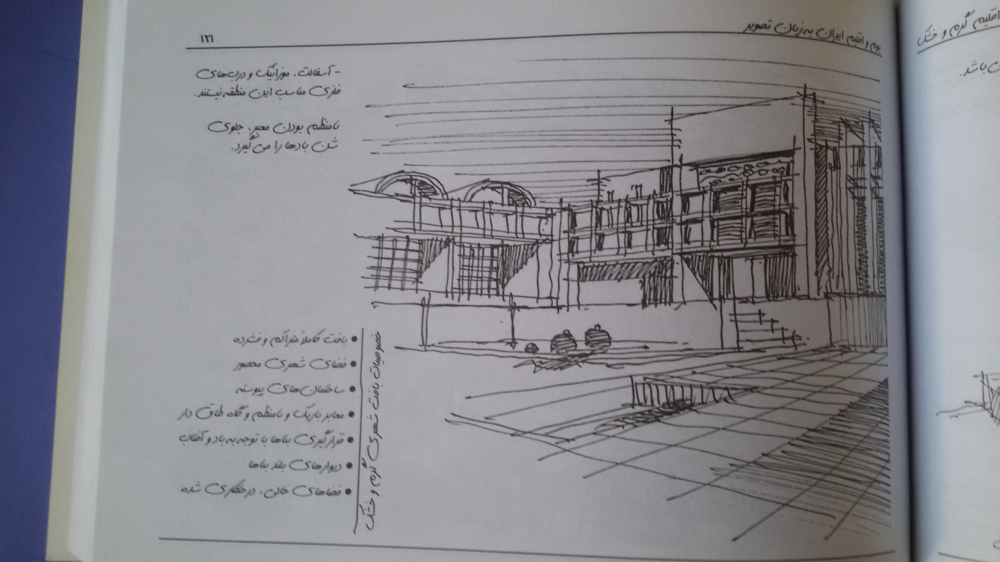 بوم و اقلیم ایران به زبان تصویر
۱۲۱
- آسفالت، موزائیک و درب‌های
فلزی مناسب این منطقه نیستند.
نامنظم بودن معبر، جلوی
شن بادها را می‌گیرد.
خصوصیات بافت شهری گرم و خشک
• بافت کاملاً متراکم و فشرده
• فضای شهری محصور
• ساختمان‌های پیوسته
• معابر باریک و نامنظم و گاه طاق دار
• قرارگیری بناها با توجه به باد و آفتاب
• دیوارهای بلند بناها
• فضاهای خالی، درختکاری شده
اقلیم گرم و خشک
باشد.